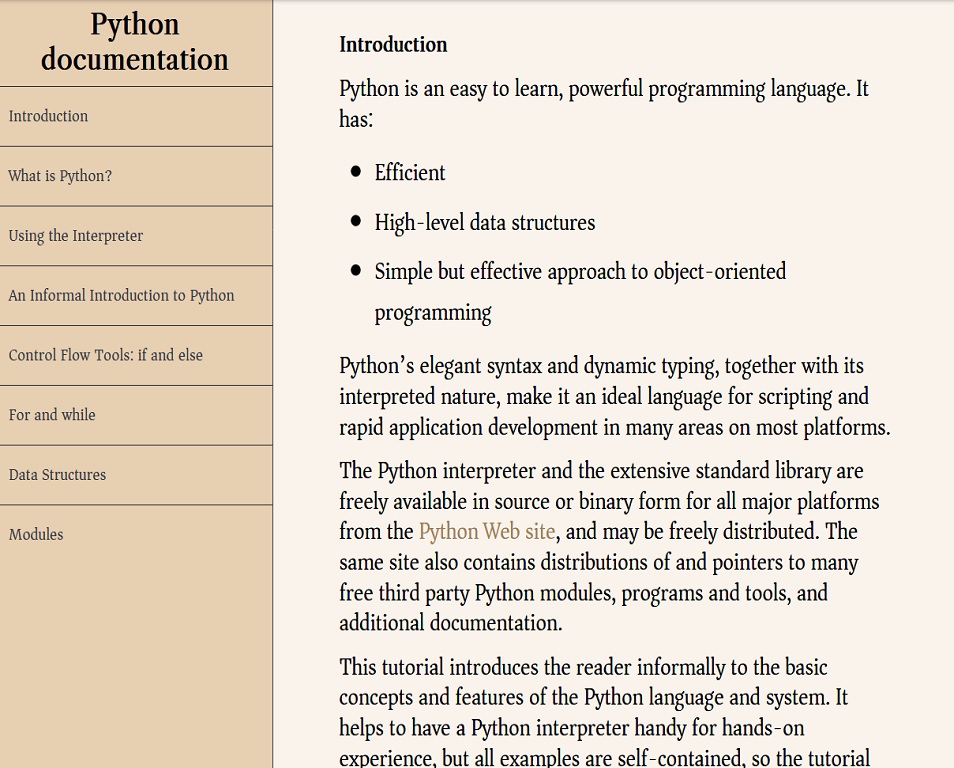 Python
documentation
Introduction
What is Python?
Using the Interpreter
An Informal Introduction to Python
Control Flow Tools: if and else
For and while
Data Structures
Modules
Introduction
Python is an easy to learn, powerful programming language. It
has:
Efficient
High-level data structures
Simple but effective approach to object-oriented
programming
Python’s elegant syntax and dynamic typing, together with its
interpreted nature, make it an ideal language for scripting and
rapid application development in many areas on most platforms.
The Python interpreter and the extensive standard library are
freely available in source or binary form for all major platforms
from the Python Web site, and may be freely distributed. The
same site also contains distributions of and pointers to many
free third party Python modules, programs and tools, and
additional documentation.
This tutorial introduces the reader informally to the basic
concepts and features of the Python language and system. It
helps to have a Python interpreter handy for hands-on
experience, but all examples are self-contained, so the tutorial